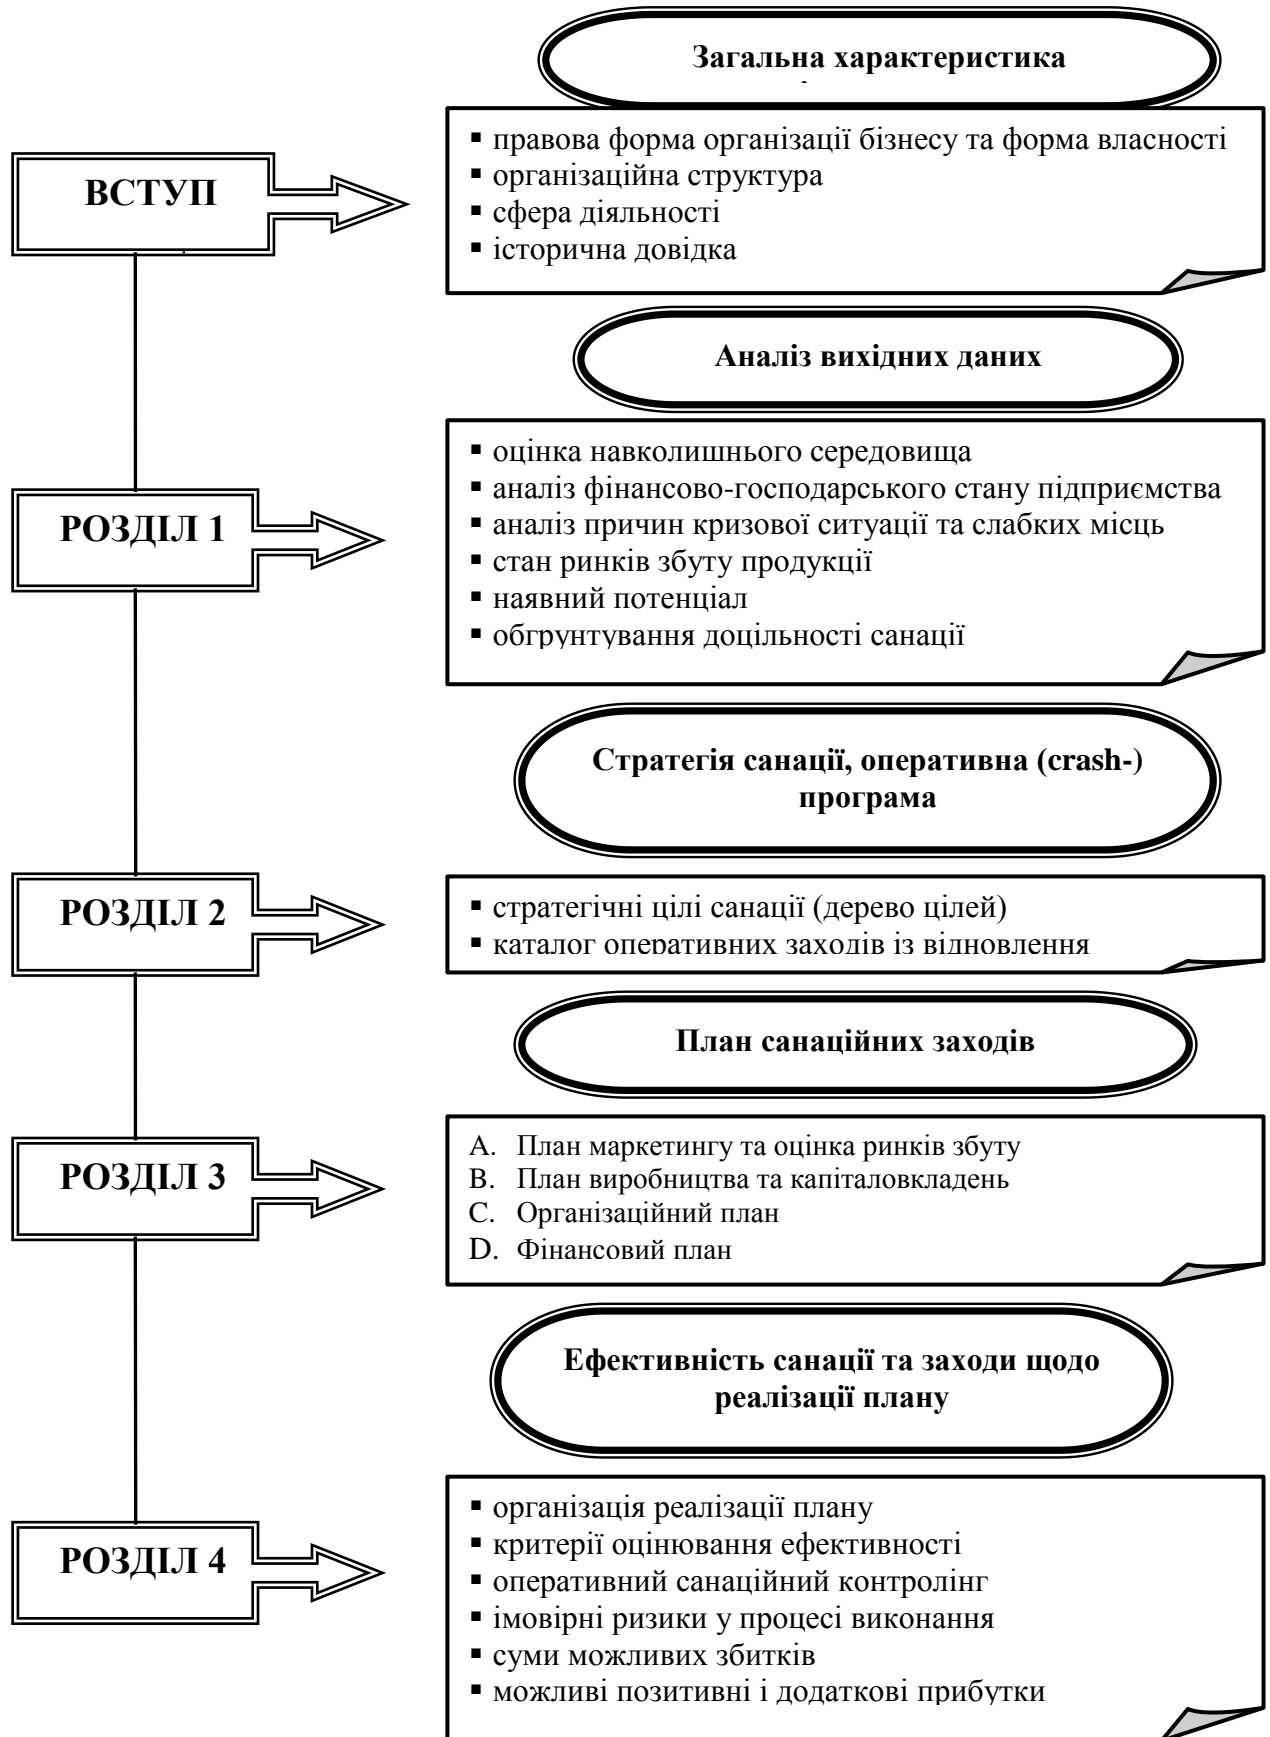 Загальна характеристика
ВСТУП
▪ правова форма організації бізнесу та форма власності
▪ організаційна структура
▪ сфера діяльності
▪ історична довідка
Аналіз вихідних даних
РОЗДІЛ 1
▪ оцінка навколишнього середовища
▪ аналіз фінансово-господарського стану підприємства
▪ аналіз причин кризової ситуації та слабких місць
▪ стан ринків збуту продукції
▪ наявний потенціал
▪ обґрунтування доцільності санації
Стратегія санації, оперативна (crash-)
програма
РОЗДІЛ 2
▪ стратегічні цілі санації (дерево цілей)
▪ каталог оперативних заходів із відновлення
План санаційних заходів
РОЗДІЛ 3
A. План маркетингу та оцінка ринків збуту
B. План виробництва та капіталовкладень
C. Організаційний план
D. Фінансовий план
Ефективність санації та заходи щодо
реалізації плану
РОЗДІЛ 4
▪ організація реалізації плану
▪ критерії оцінювання ефективності
▪ оперативний санаційний контролінг
▪ імовірні ризики у процесі виконання
▪ суми можливих збитків
▪ можливі позитивні і додаткові прибутки